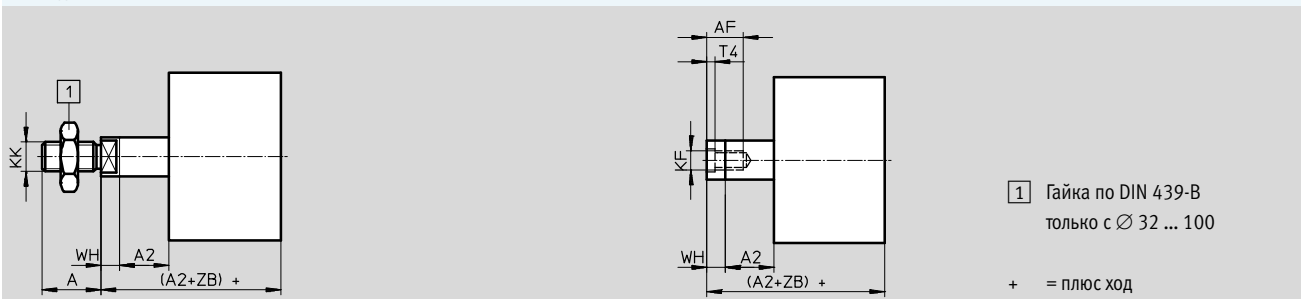 1
KK
WH
A2
A
(A2+ZB) +
AF
T4
KF
WH
A2
(A2+ZB) +
1 Гайка по DIN 439-B
только с ∅ 32 ... 100
+ = плюс ход